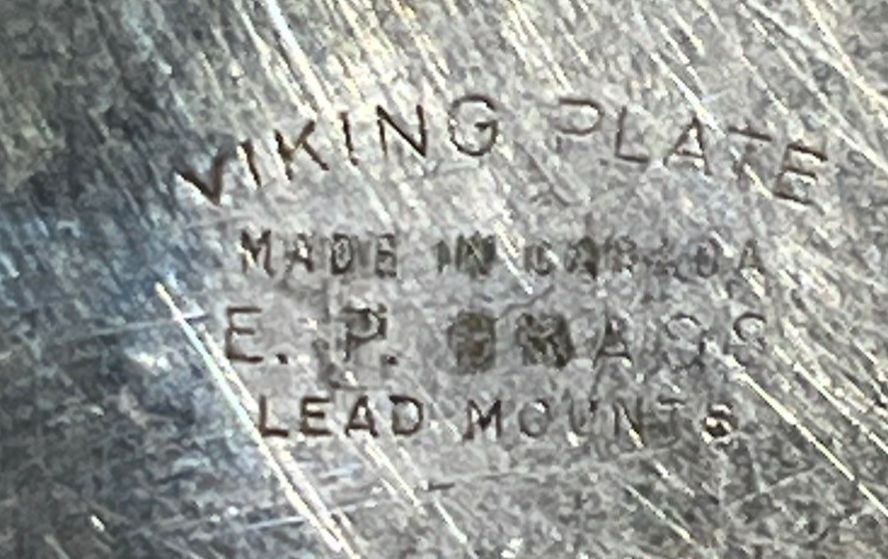 VIKING PLATE
MADE IN CANADA
E. P. BRASS
LEAD MOUNTS